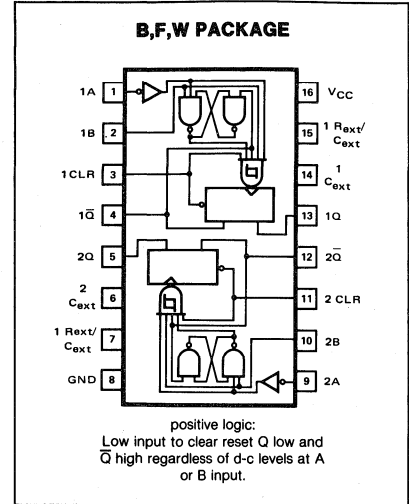 B,F,W PACKAGE
1A 1
1B 2
1CLR 3
1Q̅ 4
2Q 5
2
Cext 6
1 Rext/
Cext 7
GND 8
16 VCC
15 1 Rext/
Cext
14 1
Cext
13 1Q
12 2Q̅
11 2 CLR
10 2B
9 2A
positive logic:
Low input to clear reset Q low and
Q̅ high regardless of d-c levels at A
or B input.